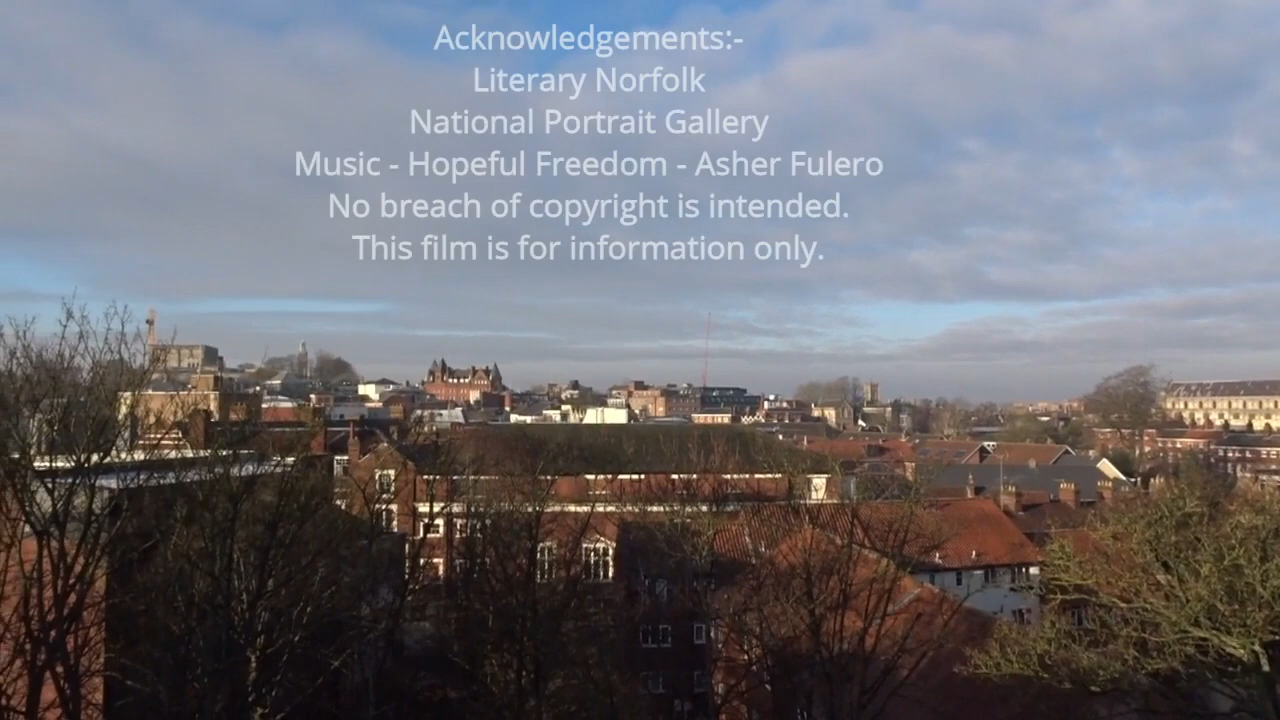 Acknowledgements:-
Literary Norfolk
National Portrait Gallery
Music - Hopeful Freedom - Asher Fulero
No breach of copyright is intended.
This film is for information only.